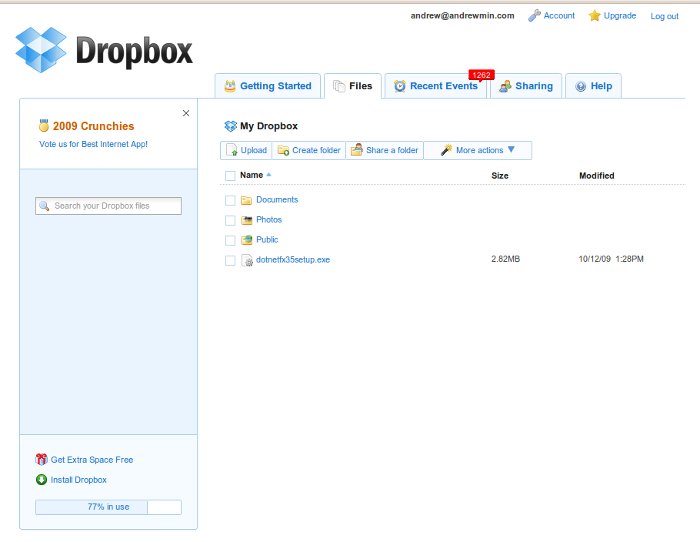 andrew@andrewmin.com Account Upgrade Log out
Dropbox
Getting Started Files Recent Events 1262 Sharing Help
2009 Crunchies
Vote us for Best Internet App!
Search your Dropbox files
Get Extra Space Free
Install Dropbox
77% in use
My Dropbox
Upload Create folder Share a folder More actions
Name Size Modified
Documents
Photos
Public
dotnetfx35setup.exe 2.82MB 10/12/09 1:28PM